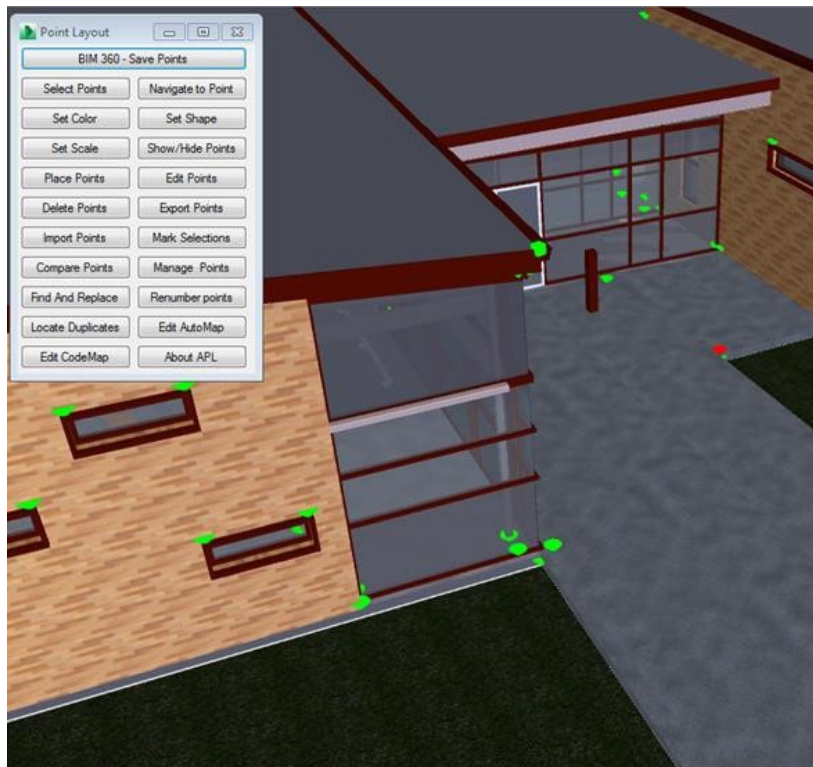 Point Layout
BIM 360 - Save Points
Select Points Navigate to Point
Set Color Set Shape
Set Scale Show/Hide Points
Place Points Edit Points
Delete Points Export Points
Import Points Mark Selections
Compare Points Manage Points
Find And Replace Renumber points
Locate Duplicates Edit AutoMap
Edit CodeMap About APL